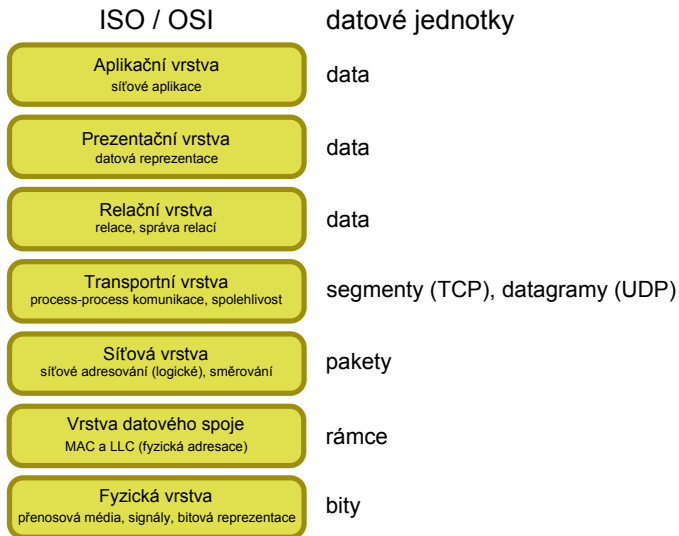 ISO / OSI datové jednotky
Aplikační vrstva
síťové aplikace
data
Prezentační vrstva
datová reprezentace
data
Relační vrstva
relace, správa relací
data
Transportní vrstva
process-process komunikace, spolehlivost
segmenty (TCP), datagramy (UDP)
Síťová vrstva
síťové adresování (logické), směrování
pakety
Vrstva datového spoje
MAC a LLC (fyzická adresace)
rámce
Fyzická vrstva
přenosová média, signály, bitová reprezentace
bity